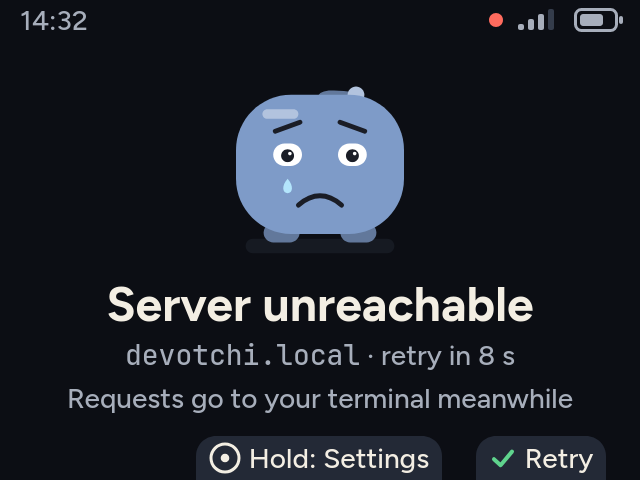 14:32
Server unreachable
devotchi.local · retry in 8 s
Requests go to your terminal meanwhile
Hold: Settings
Retry